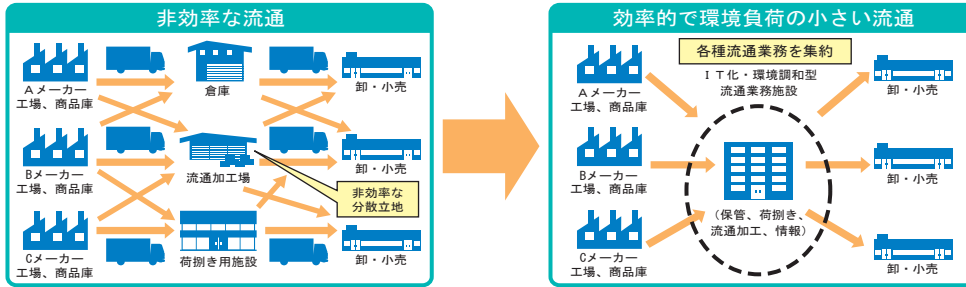 非効率な流通
Aメーカー
工場、商品庫
倉庫
卸・小売
Bメーカー
工場、商品庫
流通加工場
卸・小売
非効率な
分散立地
Cメーカー
工場、商品庫
荷捌き用施設
卸・小売
効率的で環境負荷の小さい流通
各種流通業務を集約
IT化・環境調和型
流通業務施設
Aメーカー
工場、商品庫
卸・小売
Bメーカー
工場、商品庫
卸・小売
(保管、荷捌き、
流通加工、情報)
Cメーカー
工場、商品庫
卸・小売